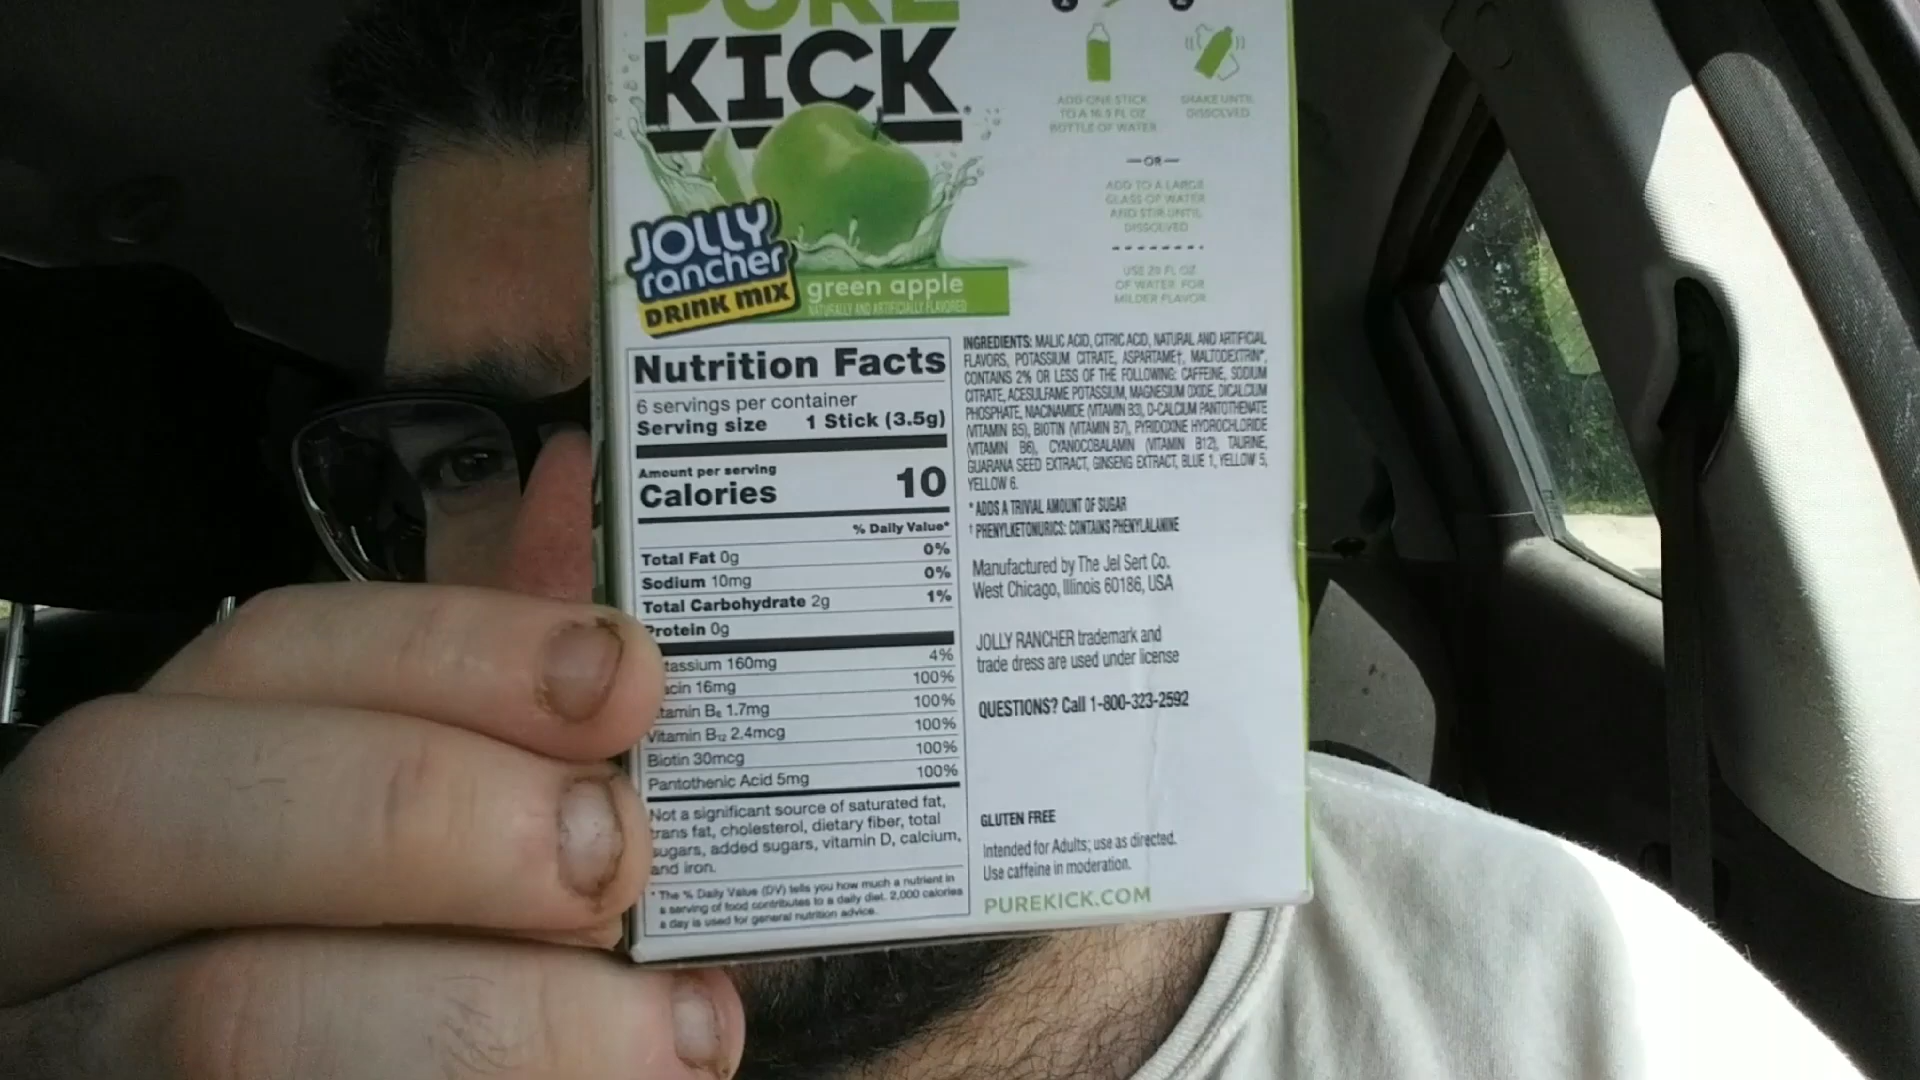 PURE
KICK
JOLLY
rancher
DRINK MIX
green apple
NATURALLY AND ARTIFICIALLY FLAVORED
ADD ONE STICK
TO A 16.9 FL OZ
BOTTLE OF WATER
SHAKE UNTIL
DISSOLVED
—OR—
ADD TO A LARGE
GLASS OF WATER
AND STIR UNTIL
DISSOLVED
USE 20 FL OZ
OF WATER FOR
MILDER FLAVOR
Nutrition Facts
6 servings per container
Serving size 1 Stick (3.5g)
Amount per serving
Calories 10
% Daily Value*
Total Fat 0g 0%
Sodium 10mg 0%
Total Carbohydrate 2g 1%
Protein 0g
tassium 160mg 4%
acin 16mg 100%
tamin B₆ 1.7mg 100%
Vitamin B₁₂ 2.4mcg 100%
Biotin 30mcg 100%
Pantothenic Acid 5mg 100%
Not a significant source of saturated fat,
trans fat, cholesterol, dietary fiber, total
sugars, added sugars, vitamin D, calcium,
and iron.
* The % Daily Value (DV) tells you how much a nutrient in
a serving of food contributes to a daily diet. 2,000 calories
a day is used for general nutrition advice.
INGREDIENTS: MALIC ACID, CITRIC ACID, NATURAL AND ARTIFICIAL
FLAVORS, POTASSIUM CITRATE, ASPARTAME†, MALTODEXTRIN*,
CONTAINS 2% OR LESS OF THE FOLLOWING: CAFFEINE, SODIUM
CITRATE, ACESULFAME POTASSIUM, MAGNESIUM OXIDE, DICALCIUM
PHOSPHATE, NIACINAMIDE (VITAMIN B3), D-CALCIUM PANTOTHENATE
(VITAMIN B5), BIOTIN (VITAMIN B7), PYRIDOXINE HYDROCHLORIDE
(VITAMIN B6), CYANOCOBALAMIN (VITAMIN B12), TAURINE,
GUARANA SEED EXTRACT, GINSENG EXTRACT, BLUE 1, YELLOW 5,
YELLOW 6.
* ADDS A TRIVIAL AMOUNT OF SUGAR
† PHENYLKETONURICS: CONTAINS PHENYLALANINE
Manufactured by The Jel Sert Co.
West Chicago, Illinois 60186, USA
JOLLY RANCHER trademark and
trade dress are used under license
QUESTIONS? Call 1-800-323-2592
GLUTEN FREE
Intended for Adults; use as directed.
Use caffeine in moderation.
PUREKICK.COM